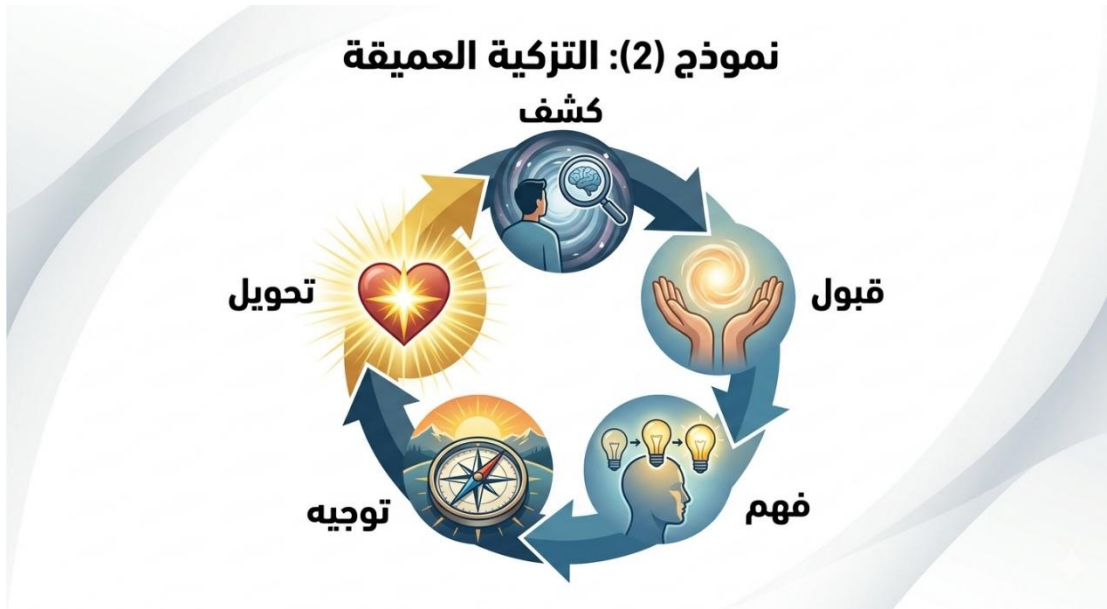 نموذج (2): التزكية العميقة
كشف
قبول
فهم
توجيه
تحويل